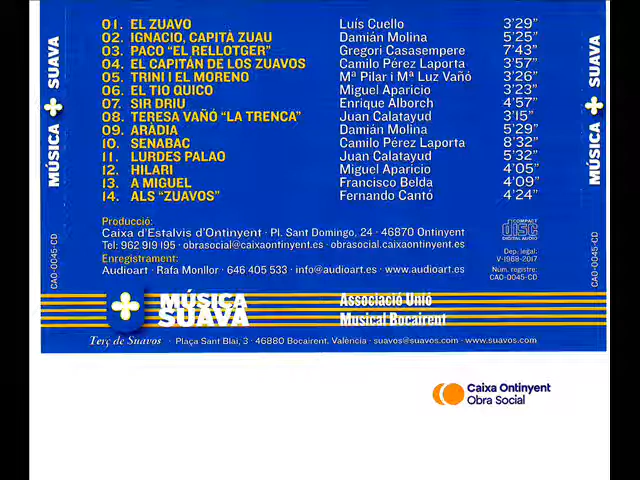 01. EL ZUAVO Luís Cuello 3'29"
02. IGNACIO, CAPITÀ ZUAU Damián Molina 5'25"
03. PACO "EL RELLOTGER" Gregori Casasempere 7'43"
04. EL CAPITÁN DE LOS ZUAVOS Camilo Pérez Laporta 3'57"
05. TRINI I EL MORENO Mª Pilar i Mª Luz Vañó 3'26"
06. EL TIO QUICO Miguel Aparicio 3'23"
07. SIR DRIU Enrique Alborch 4'57"
08. TERESA VAÑÓ "LA TRENCA" Juan Calatayud 3'15"
09. ARÀDIA Damián Molina 5'29"
10. SENABAC Camilo Pérez Laporta 8'32"
11. LURDES PALAO Juan Calatayud 5'32"
12. HILARI Miguel Aparicio 4'05"
13. A MIGUEL Francisco Belda 4'09"
14. ALS "ZUAVOS" Fernando Cantó 4'24"
MÚSICA SUAVA
MÚSICA SUAVA
CAO-0045-CD
CAO-0045-CD
Producció:
Caixa d'Estalvis d'Ontinyent · Pl. Sant Domingo, 24 · 46870 Ontinyent
Tel: 962 919 195 · obrasocial@caixaontinyent.es · obrasocial.caixaontinyent.es
Enregistrament:
Audioart · Rafa Monllor · 646 405 533 · info@audioart.es · www.audioart.es
COMPACT
disc
DIGITAL AUDIO
Dep. legal:
V-1968-2017
Núm. registre:
CAO-0045-CD
MÚSICA
SUAVA
Associació Unió
Musical Bocairent
Terç de Suavos · Plaça Sant Blai, 3 · 46880 Bocairent. València · suavos@suavos.com · www.suavos.com
Caixa Ontinyent
Obra Social